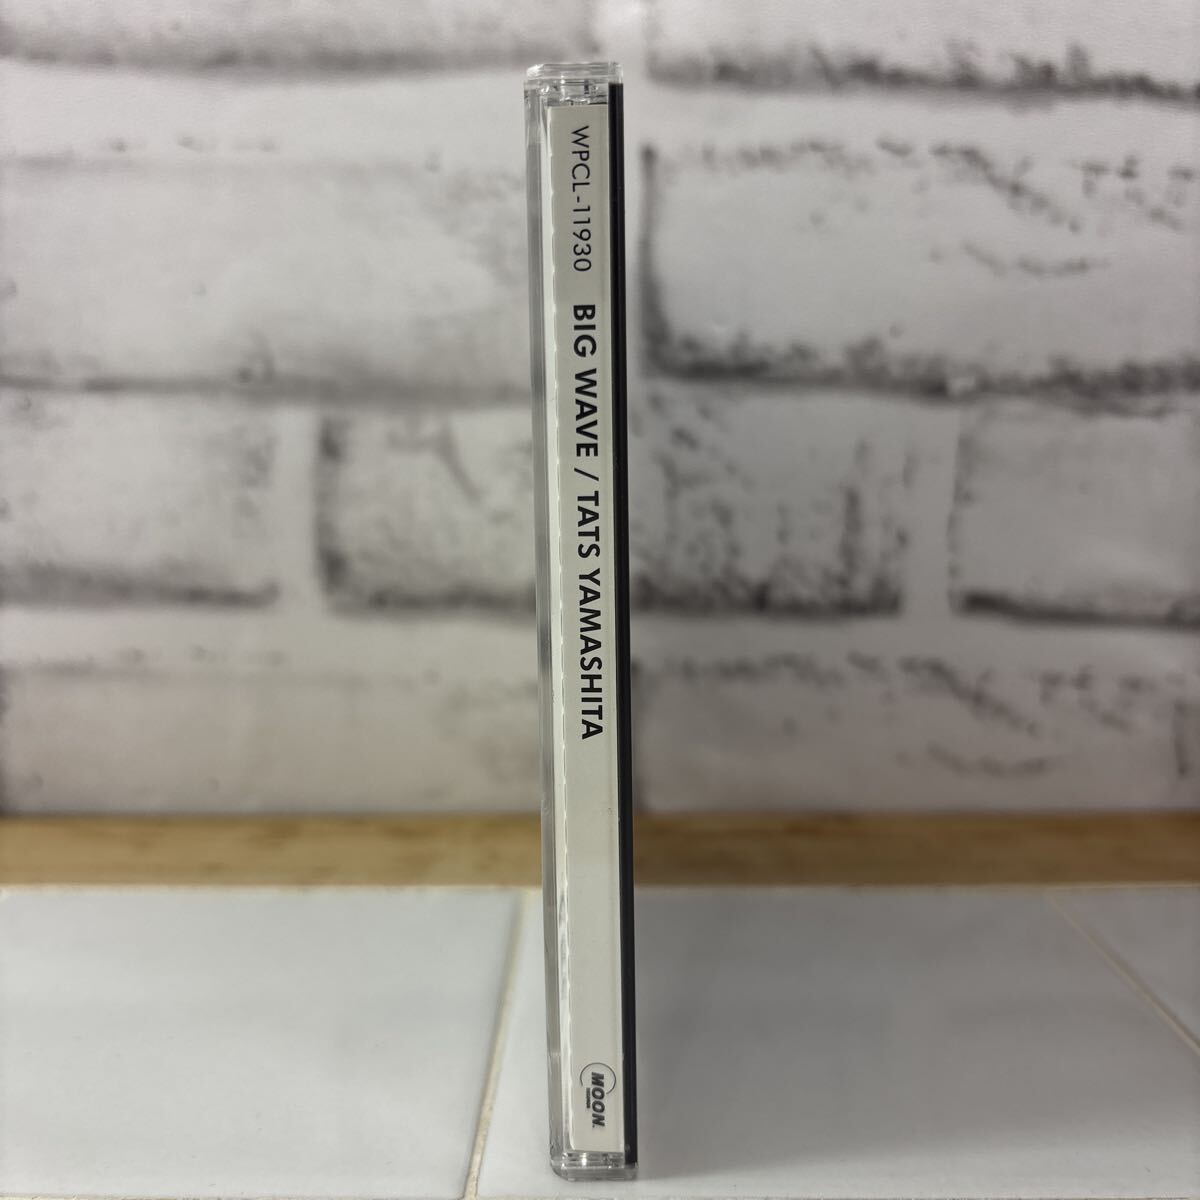 WPCL-11930 BIG WAVE / TATS YAMASHITA
MOON